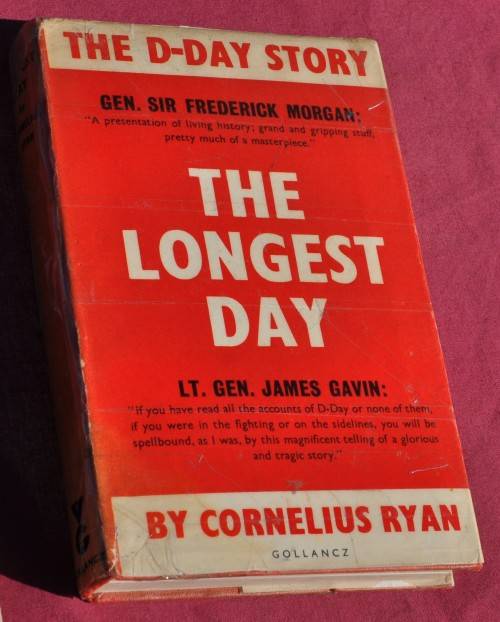 THE D-DAY STORY
GEN. SIR FREDERICK MORGAN:
"A presentation of living history; grand and gripping stuff,
pretty much of a masterpiece."
THE
LONGEST
DAY
LT. GEN. JAMES GAVIN:
"If you have read all the accounts of D-Day or none of them,
if you were in the fighting or on the sidelines, you will be
spellbound, as I was, by this magnificent telling of a glorious
and tragic story."
BY CORNELIUS RYAN
GOLLANCZ